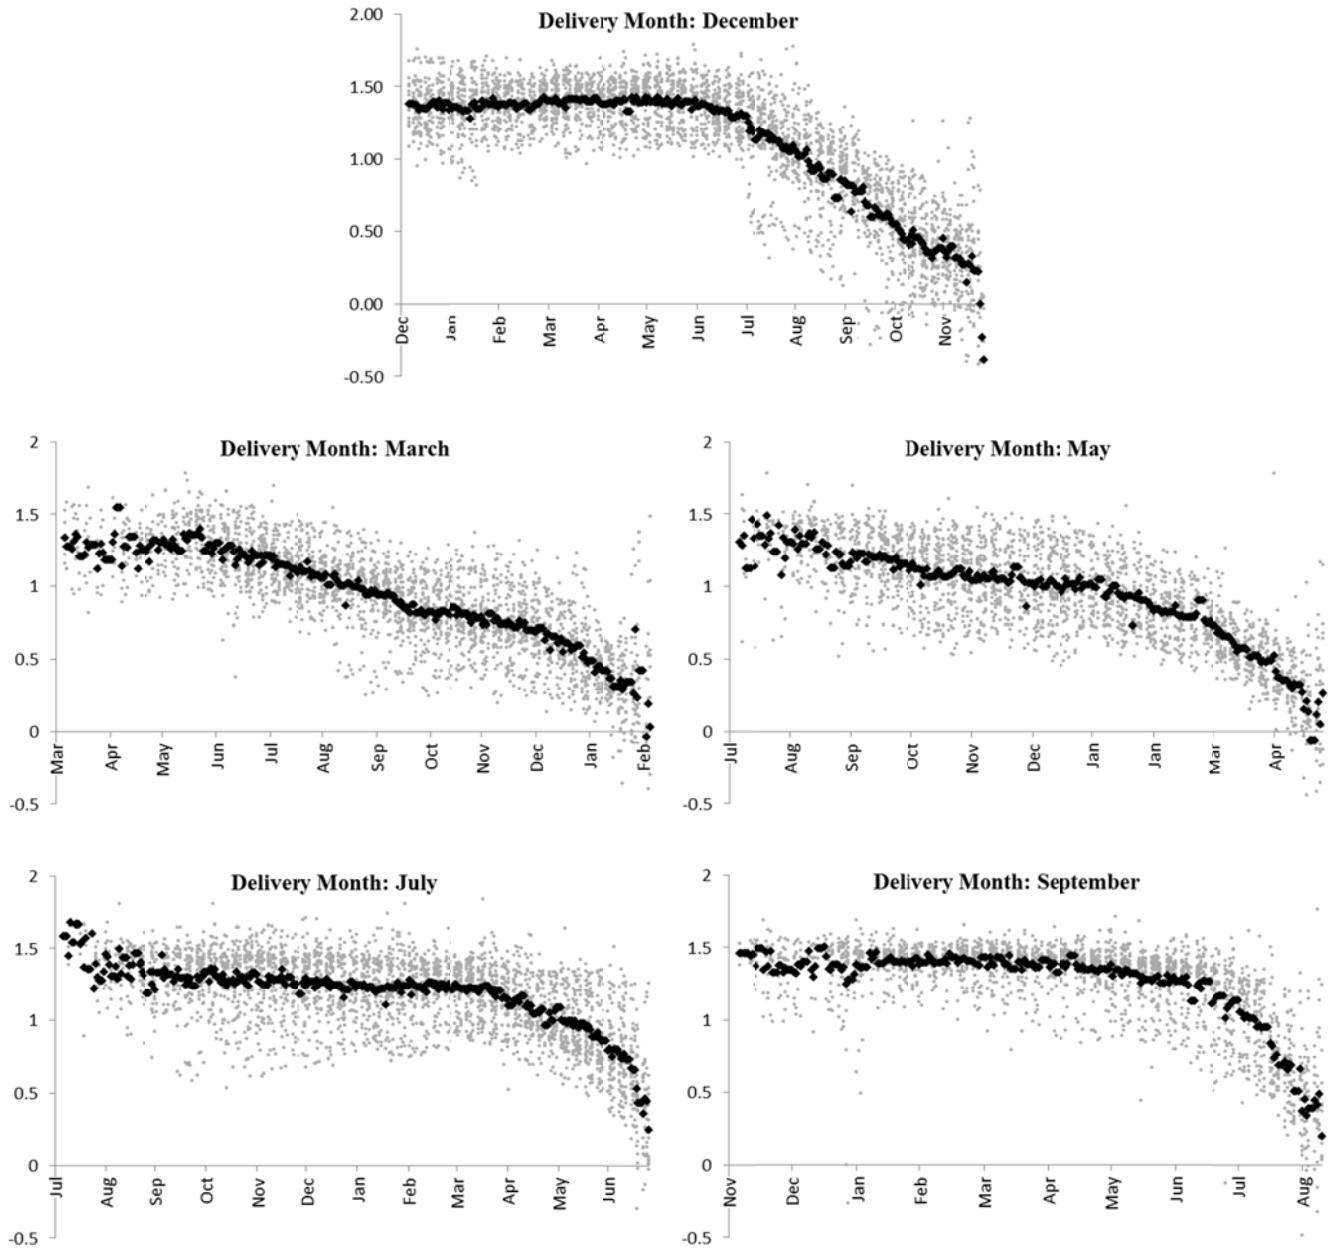 Delivery Month: December
2.00
1.50
1.00
0.50
0.00
-0.50
Dec
Jan
Feb
Mar
Apr
May
Jun
Jul
Aug
Sep
Oct
Nov
Delivery Month: March
2
1.5
1
0.5
0
-0.5
Mar
Apr
May
Jun
Jul
Aug
Sep
Oct
Nov
Dec
Jan
Feb
Delivery Month: May
2
1.5
1
0.5
0
-0.5
Jul
Aug
Sep
Oct
Nov
Dec
Jan
Jan
Mar
Apr
Delivery Month: July
2
1.5
1
0.5
0
-0.5
Jul
Aug
Sep
Oct
Nov
Dec
Jan
Feb
Mar
Apr
May
Jun
Delivery Month: September
2
1.5
1
0.5
0
-0.5
Nov
Dec
Jan
Feb
Mar
Apr
May
Jun
Jul
Aug